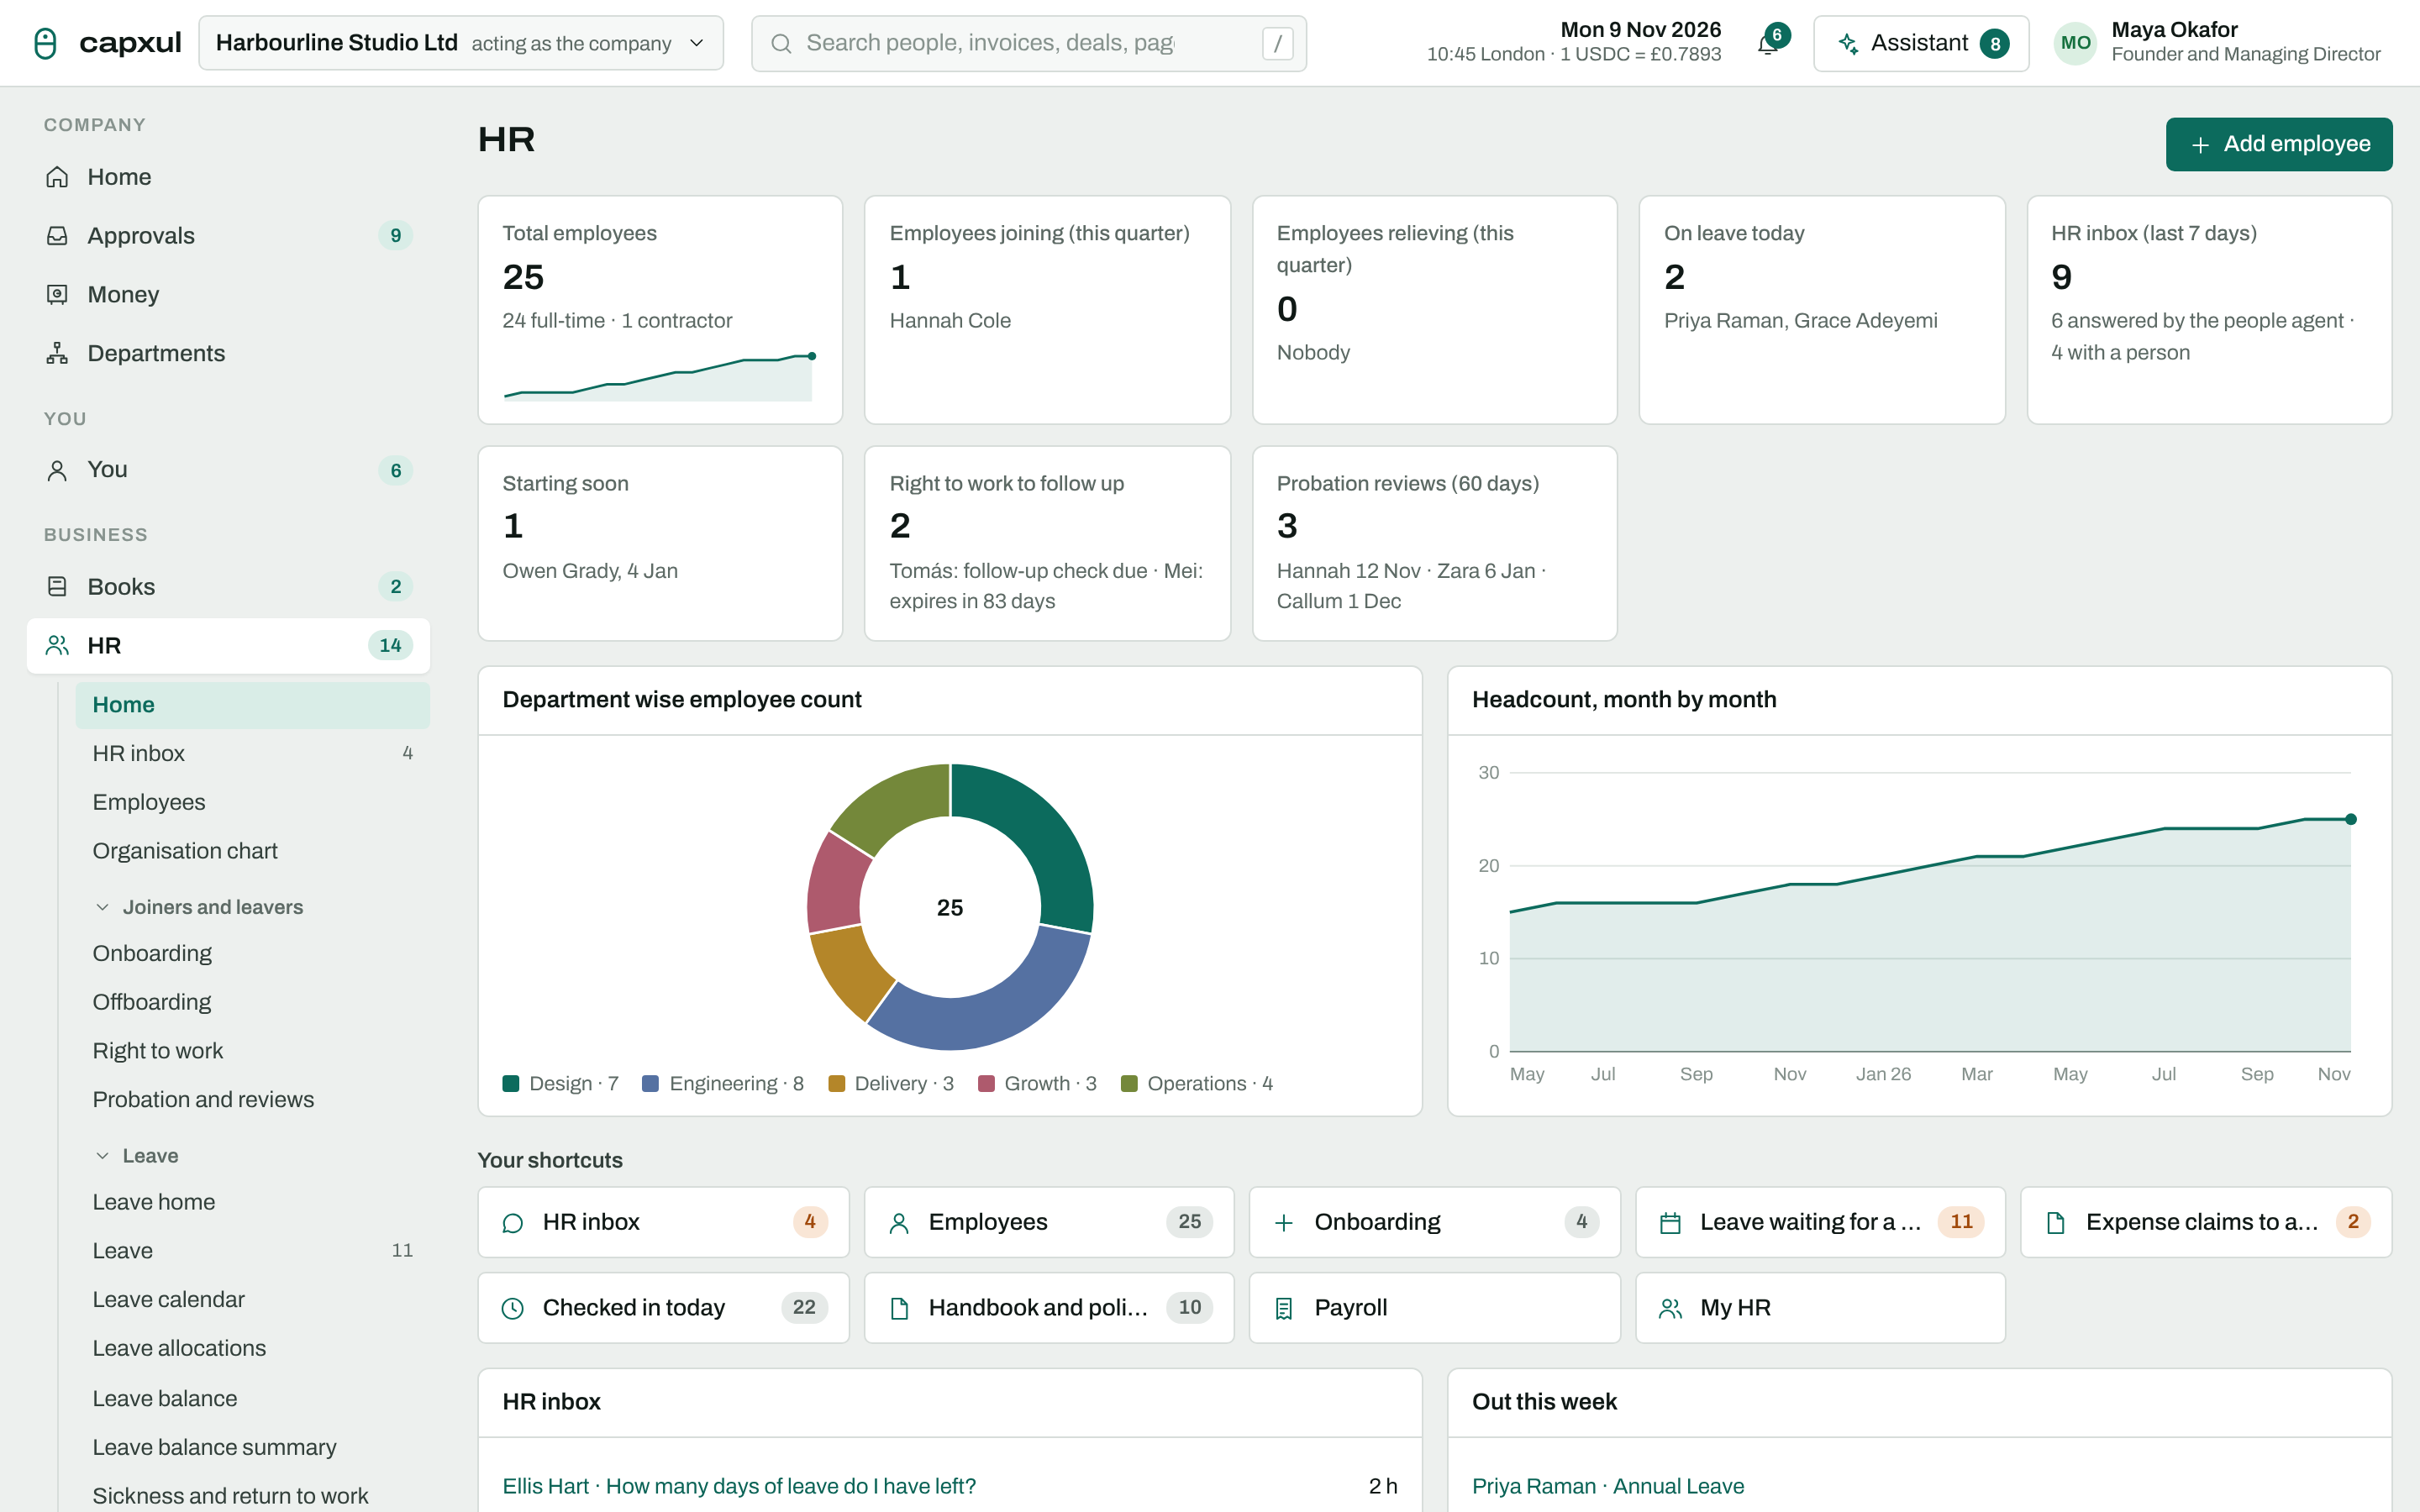 capxul
Harbourline Studio Ltd acting as the company
Search people, invoices, deals, pag
/
Mon 9 Nov 2026
10:45 London · 1 USDC = £0.7893
6
Assistant 8
MO
Maya Okafor
Founder and Managing Director
COMPANY
Home
Approvals 9
Money
Departments
YOU
You 6
BUSINESS
Books 2
HR 14
Home
HR inbox 4
Employees
Organisation chart
Joiners and leavers
Onboarding
Offboarding
Right to work
Probation and reviews
Leave
Leave home
Leave 11
Leave calendar
Leave allocations
Leave balance
Leave balance summary
Sickness and return to work
HR
Add employee
Total employees
25
24 full-time · 1 contractor
Employees joining (this quarter)
1
Hannah Cole
Employees relieving (this
quarter)
0
Nobody
On leave today
2
Priya Raman, Grace Adeyemi
HR inbox (last 7 days)
9
6 answered by the people agent ·
4 with a person
Starting soon
1
Owen Grady, 4 Jan
Right to work to follow up
2
Tomás: follow-up check due · Mei:
expires in 83 days
Probation reviews (60 days)
3
Hannah 12 Nov · Zara 6 Jan ·
Callum 1 Dec
Department wise employee count
25
Design · 7 Engineering · 8 Delivery · 3 Growth · 3 Operations · 4
Headcount, month by month
30
20
10
0
May Jul Sep Nov Jan 26 Mar May Jul Sep Nov
Your shortcuts
HR inbox 4
Employees 25
Onboarding 4
Leave waiting for a ... 11
Expense claims to a... 2
Checked in today 22
Handbook and poli... 10
Payroll
My HR
HR inbox
Ellis Hart · How many days of leave do I have left? 2 h
Out this week
Priya Raman · Annual Leave